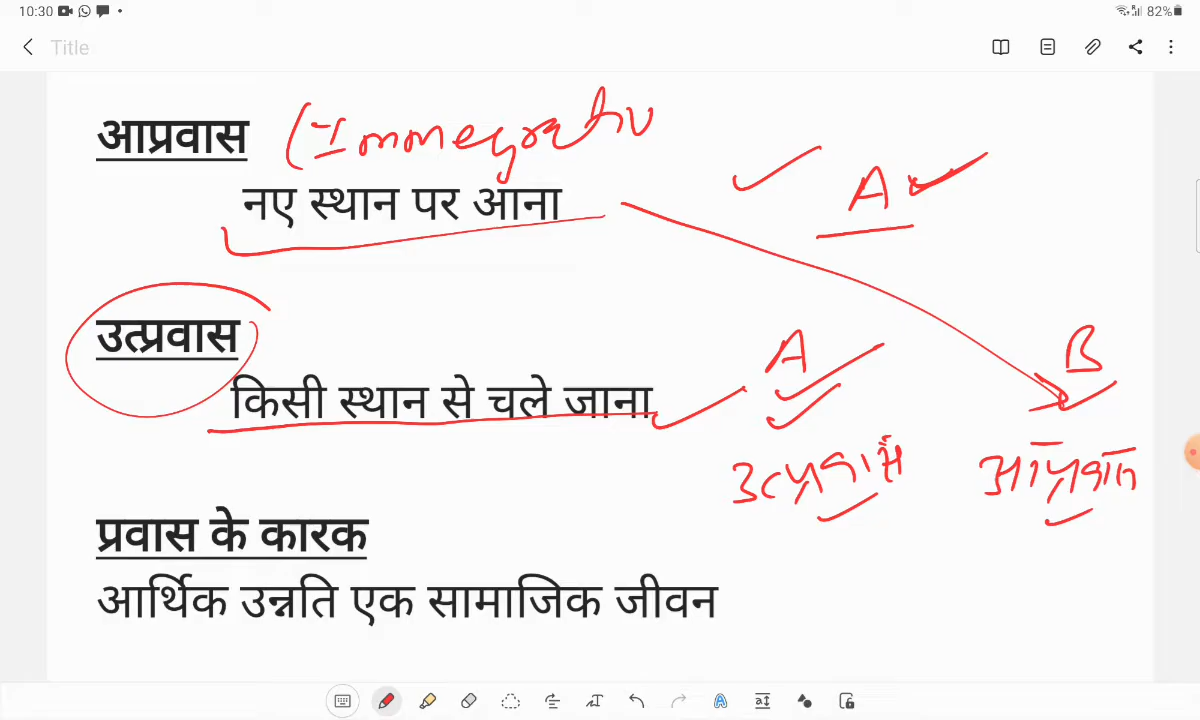 10:30 82%
Title
आप्रवास (Immegration
नए स्थान पर आना
A
उत्प्रवास
A B
किसी स्थान से चले जाना
उत्प्रवास आप्रवास
प्रवास के कारक
आर्थिक उन्नति एक सामाजिक जीवन